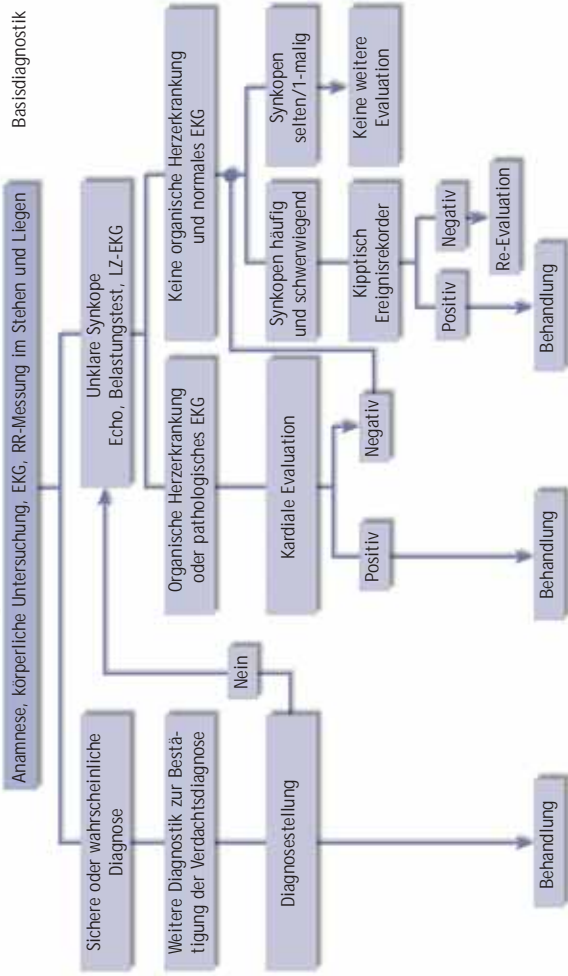 Basisdiagnostik
Anamnese, körperliche Untersuchung, EKG, RR-Messung im Stehen und Liegen
Sichere oder wahrscheinliche
Diagnose
Weitere Diagnostik zur Bestä-
tigung der Verdachtsdiagnose
Diagnosestellung
Nein
Behandlung
Unklare Synkope
Echo, Belastungstest, LZ-EKG
Organische Herzerkrankung
oder pathologisches EKG
Kardiale Evaluation
Positiv
Negativ
Behandlung
Keine organische Herzerkrankung
und normales EKG
Synkopen häufig
und schwerwiegend
Kipptisch
Ereignisrekorder
Positiv
Negativ
Behandlung
Re-Evaluation
Synkopen
selten/1-malig
Keine weitere
Evaluation